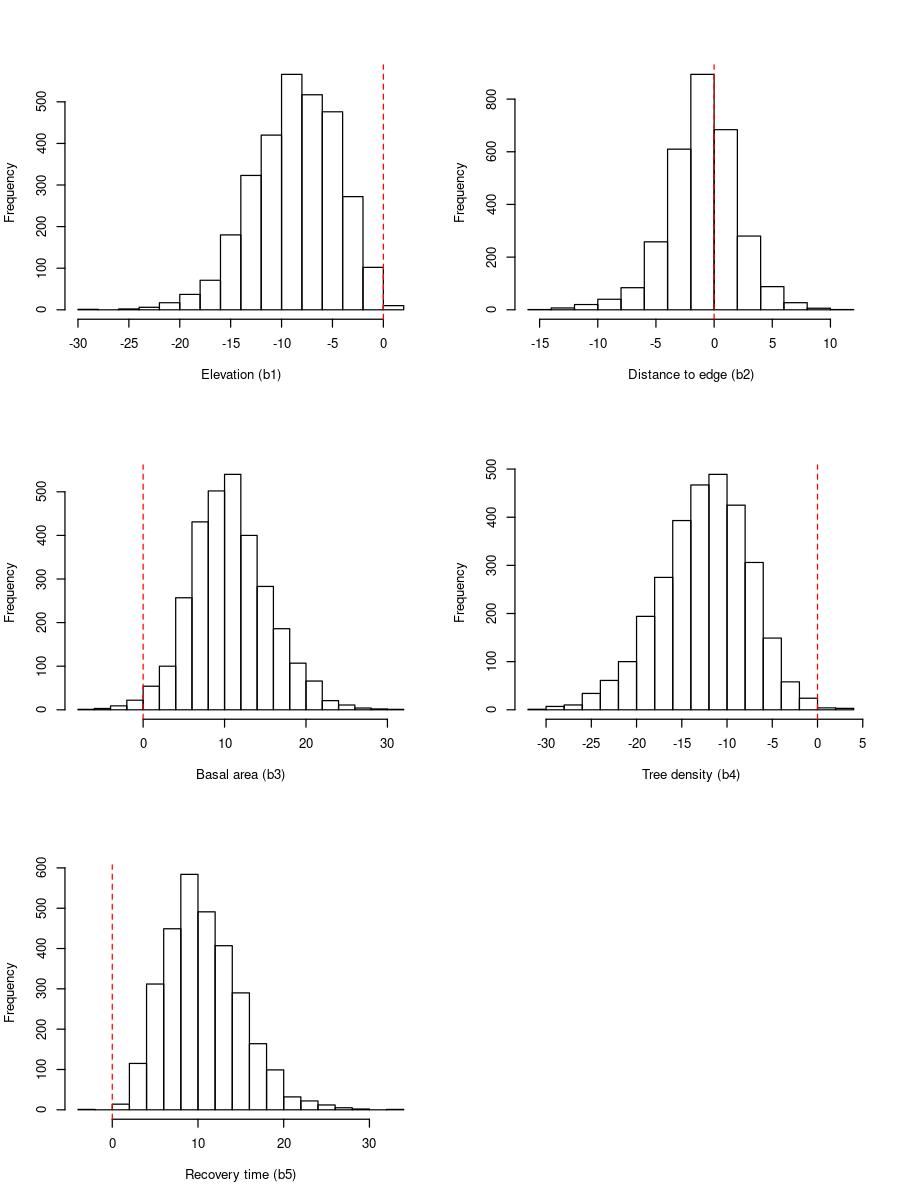 Frequency
500
400
300
200
100
0
-30 -25 -20 -15 -10 -5 0
Elevation (b1)
Frequency
800
600
400
200
0
-15 -10 -5 0 5 10
Distance to edge (b2)
Frequency
500
400
300
200
100
0
0 10 20 30
Basal area (b3)
Frequency
500
400
300
200
100
0
-30 -25 -20 -15 -10 -5 0 5
Tree density (b4)
Frequency
600
500
400
300
200
100
0
0 10 20 30
Recovery time (b5)